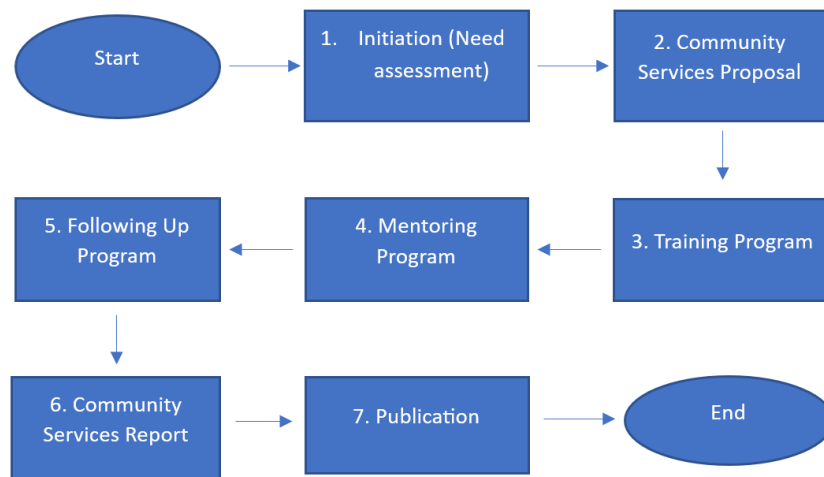 Start
1. Initiation (Need
assessment)
2. Community
Services Proposal
3. Training Program
4. Mentoring
Program
5. Following Up
Program
6. Community
Services Report
7. Publication
End